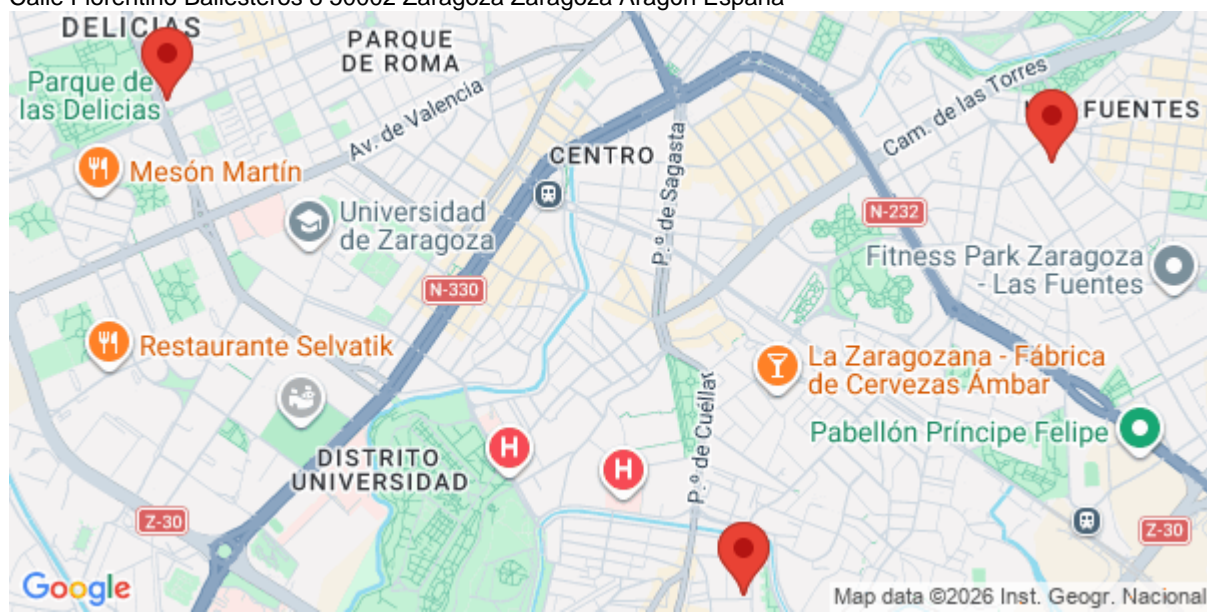 Calle Florentino Ballesteros 8 50002 Zaragoza Zaragoza Aragón España
DELICIAS
PARQUE
DE ROMA
Parque de
las Delicias
Av. de Valencia
Mesón Martín
CENTRO
Cam. de las Torres
FUENTES
Universidad
de Zaragoza
P.º de Sagasta
N-232
Fitness Park Zaragoza
- Las Fuentes
N-330
Restaurante Selvatik
La Zaragozana - Fábrica
de Cervezas Ámbar
P.º de Cuéllar
Pabellón Príncipe Felipe
H
H
DISTRITO
UNIVERSIDAD
Z-30
Z-30
Google
Map data ©2026 Inst. Geogr. Nacional